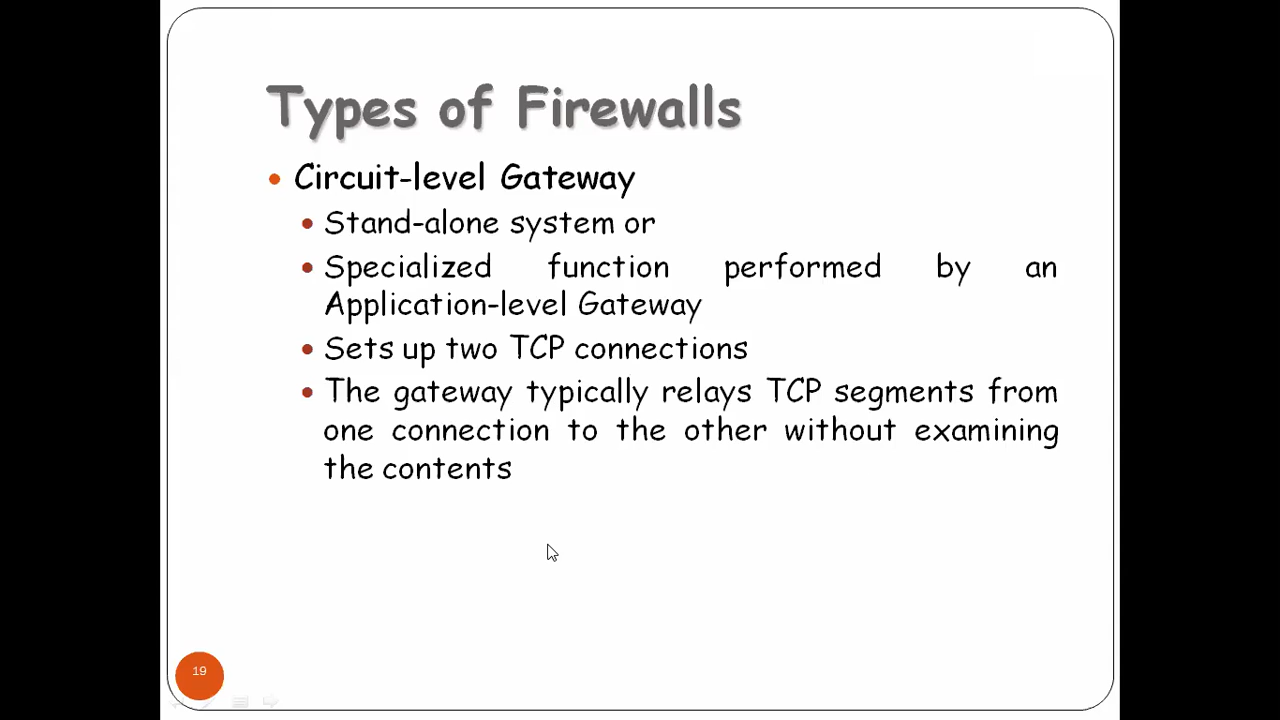 Types of Firewalls
Circuit-level Gateway
Stand-alone system or
Specialized function performed by an
Application-level Gateway
Sets up two TCP connections
The gateway typically relays TCP segments from
one connection to the other without examining
the contents
19